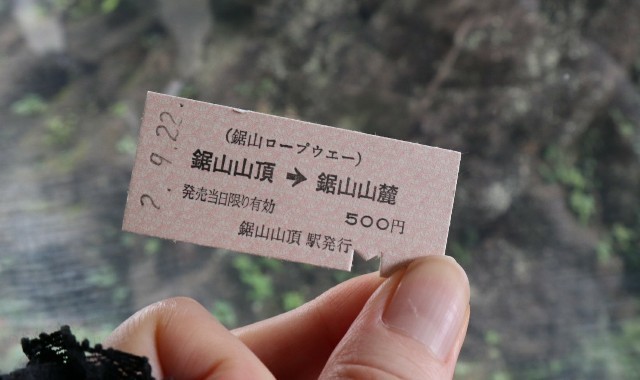 2.9.22.
(鋸山ロープウエー)
鋸山山頂➔鋸山山麓
発売当日限り有効
500円
鋸山山頂 駅発行